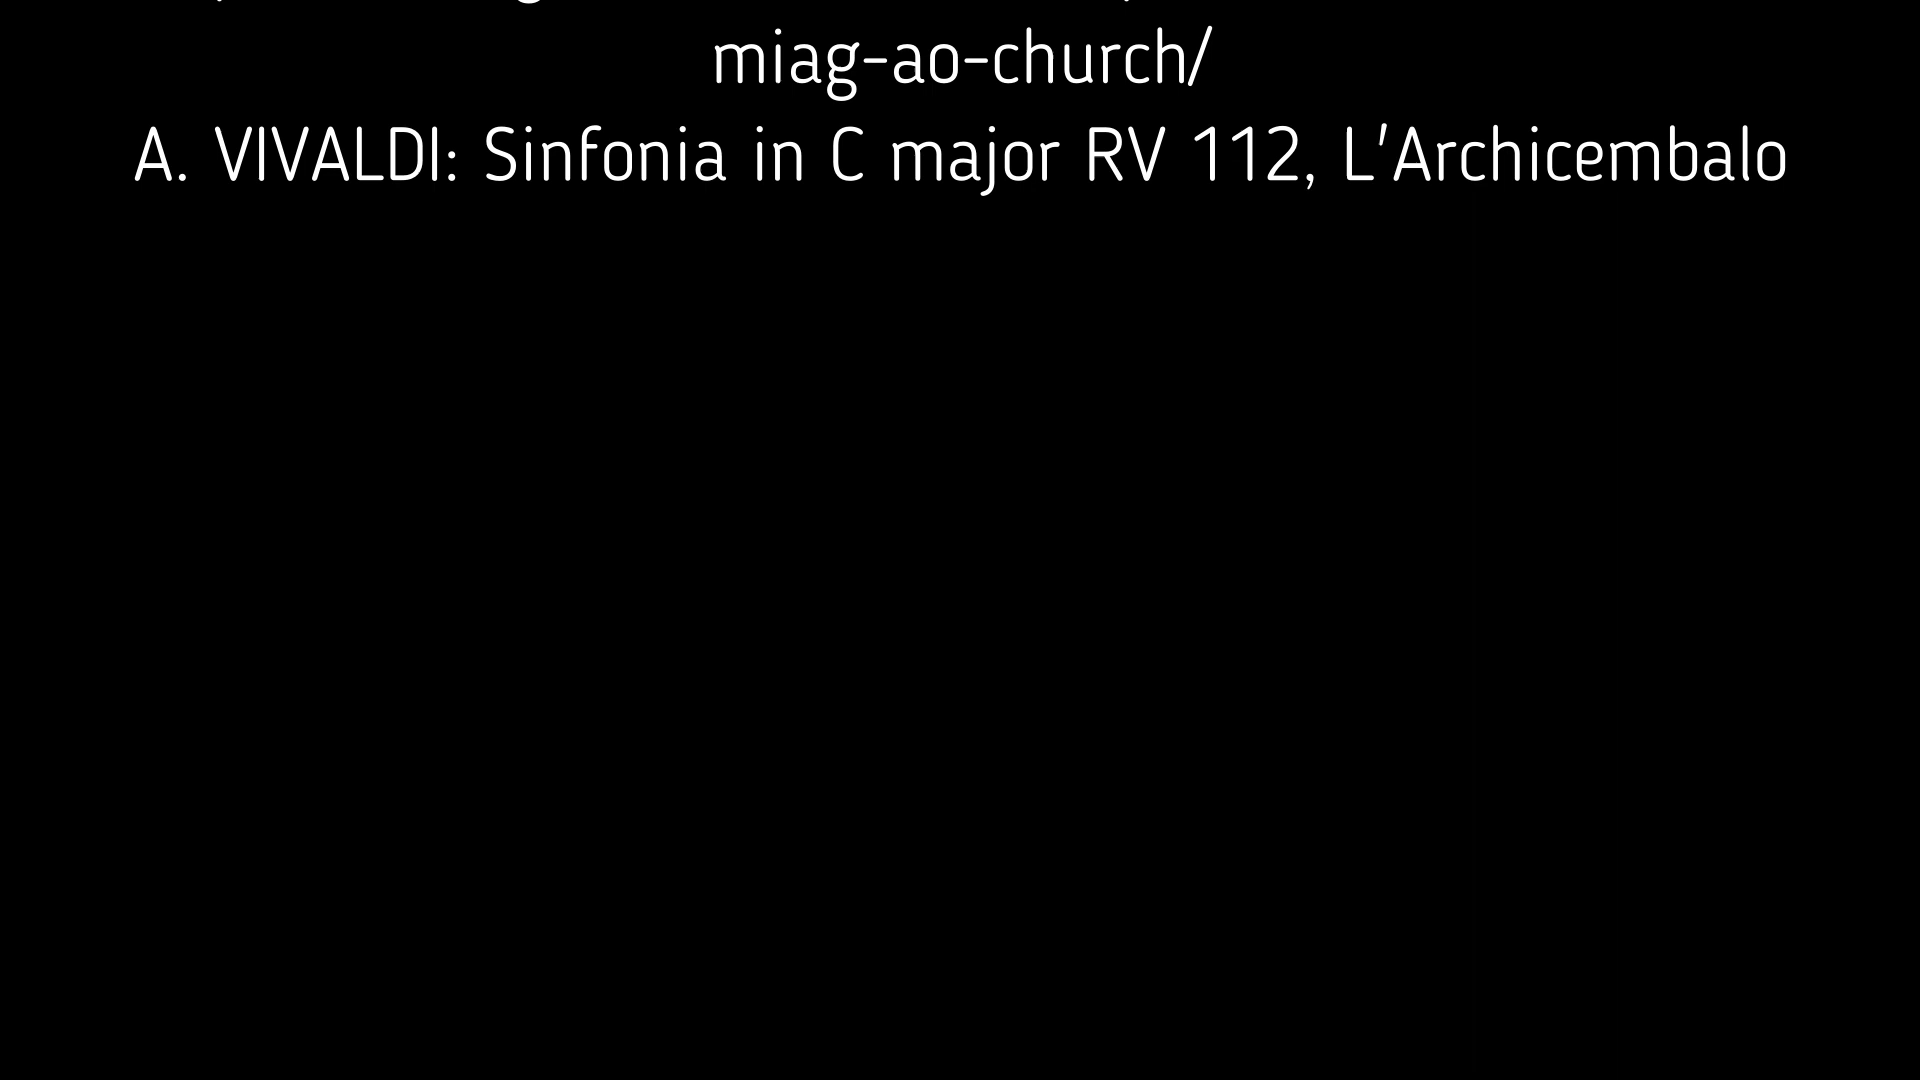 miag-ao-church/
A. VIVALDI: Sinfonia in C major RV 112, L'Archicembalo